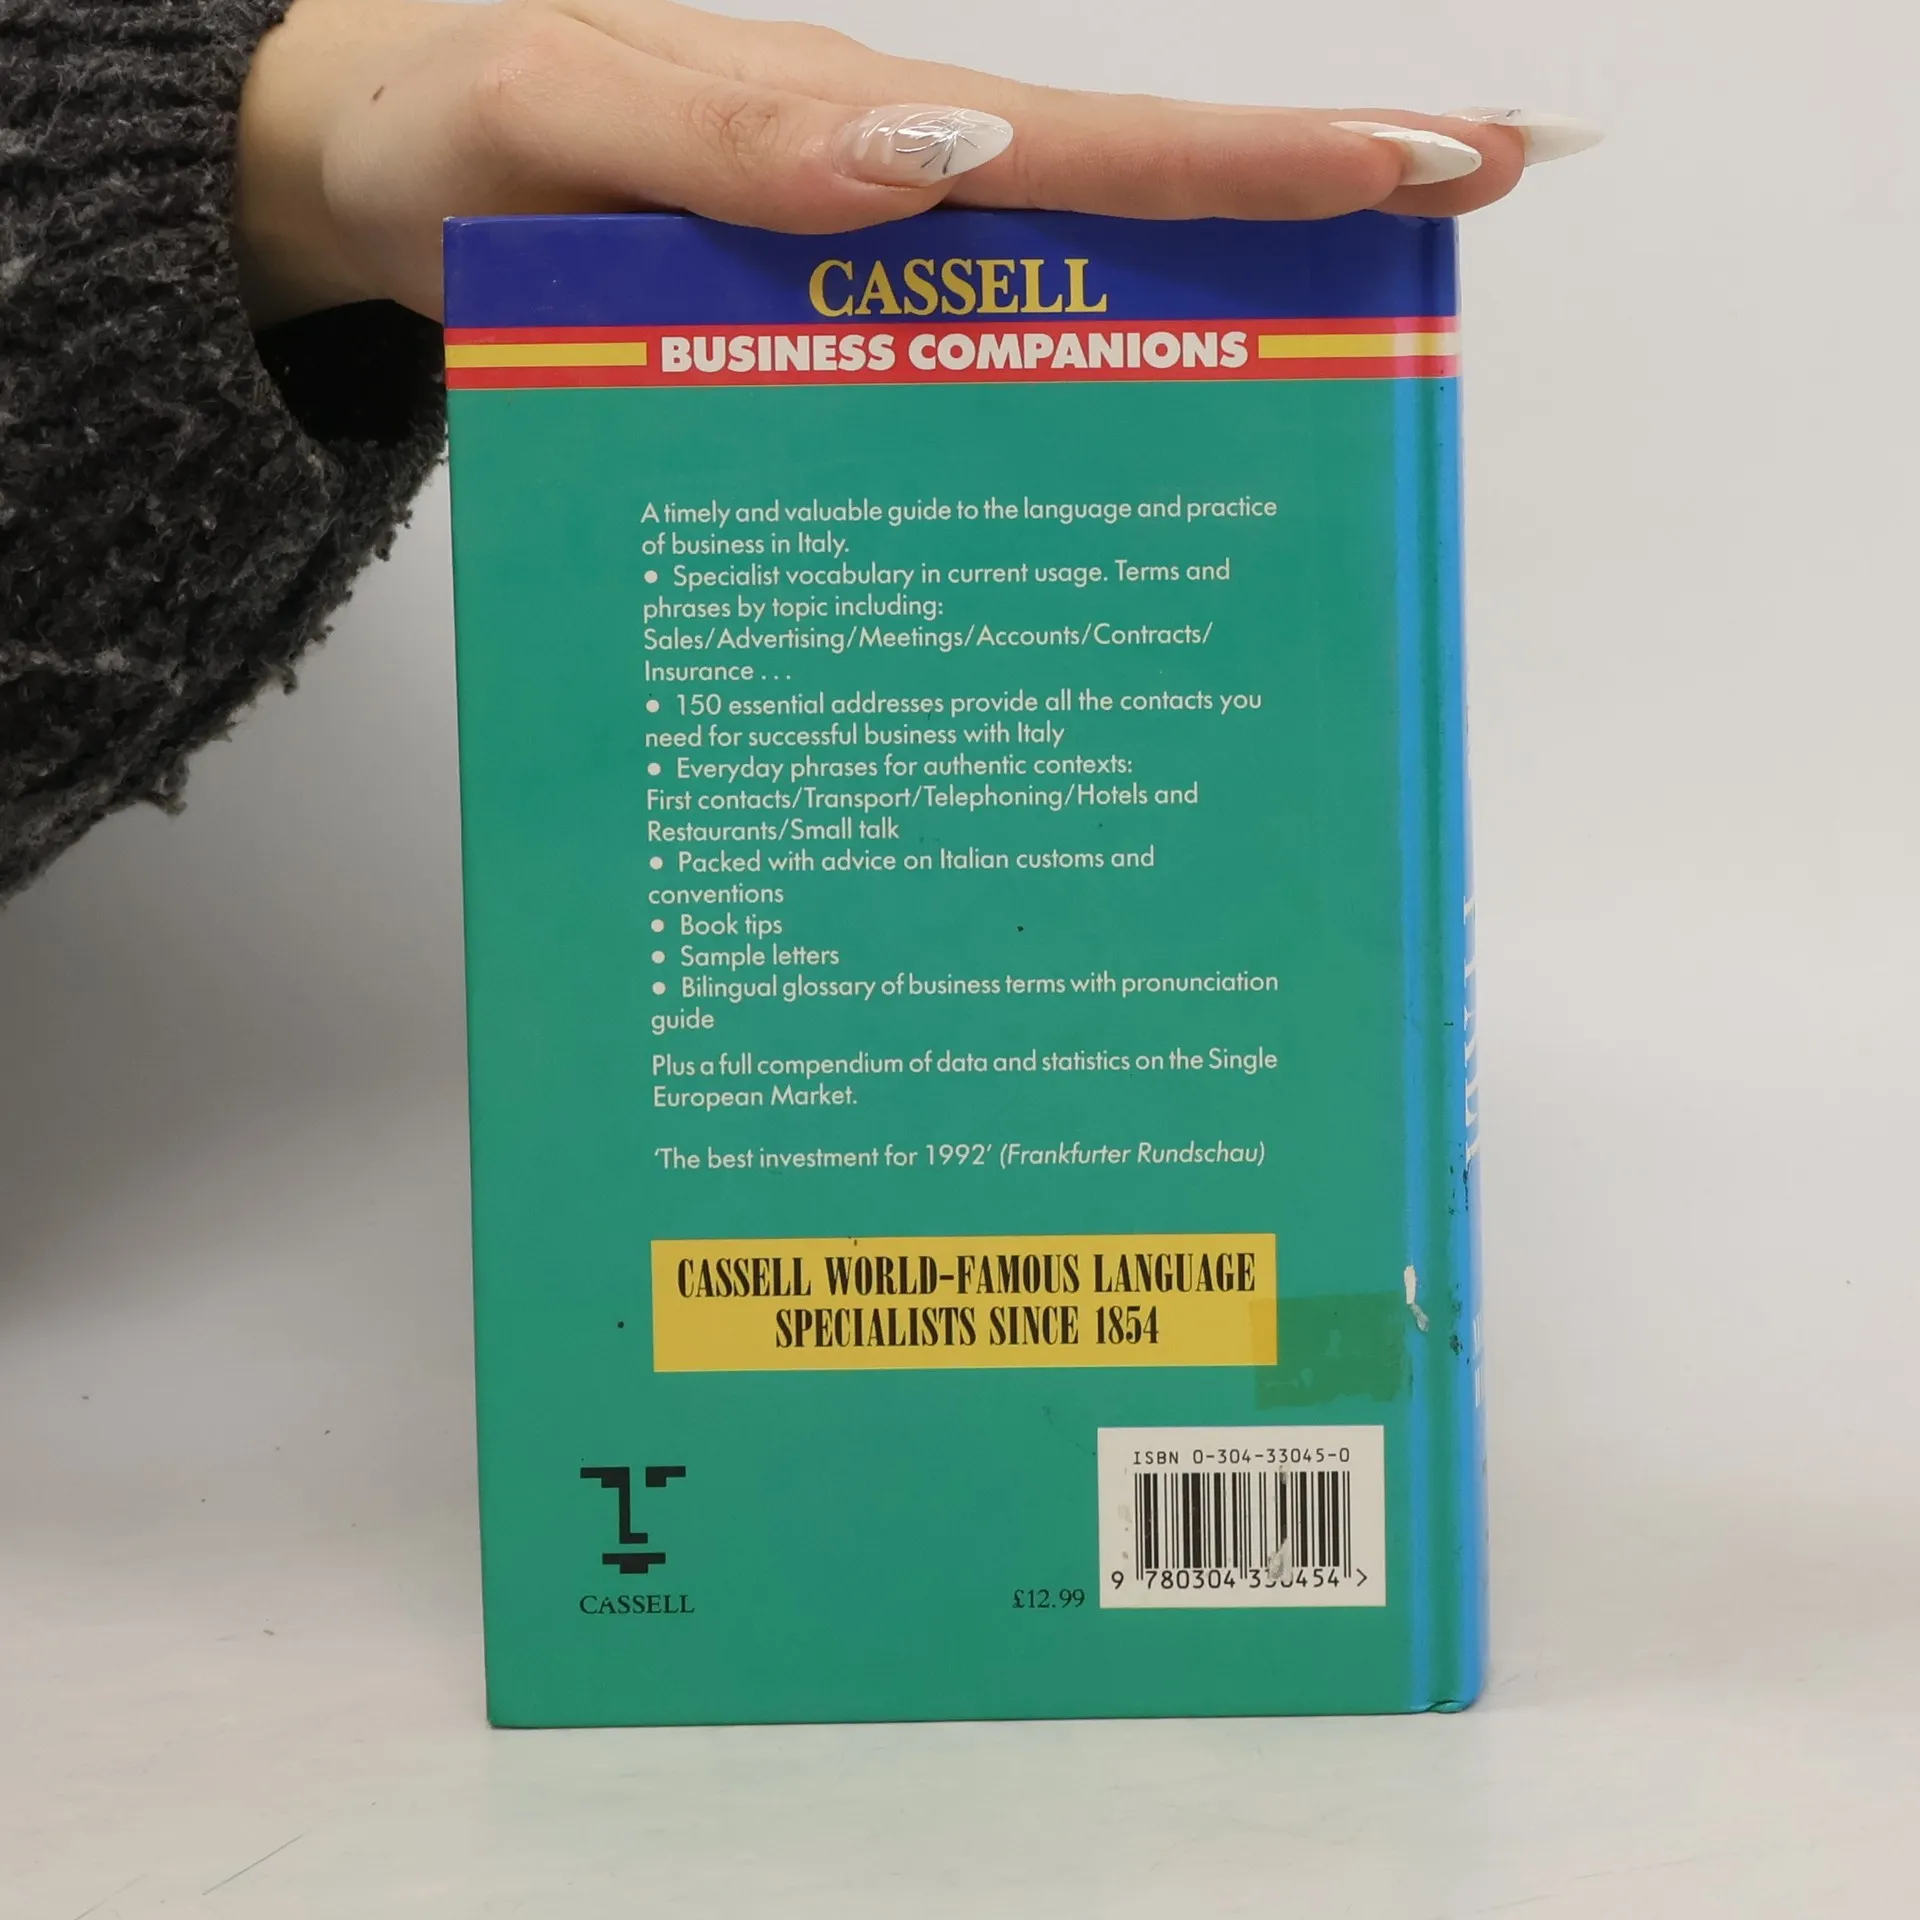 CASSELL
BUSINESS COMPANIONS
A timely and valuable guide to the language and practice
of business in Italy.
• Specialist vocabulary in current usage. Terms and
phrases by topic including:
Sales/Advertising/Meetings/Accounts/Contracts/
Insurance . . .
• 150 essential addresses provide all the contacts you
need for successful business with Italy
• Everyday phrases for authentic contexts:
First contacts/Transport/Telephoning/Hotels and
Restaurants/Small talk
• Packed with advice on Italian customs and
conventions
• Book tips
• Sample letters
• Bilingual glossary of business terms with pronunciation
guide
Plus a full compendium of data and statistics on the Single
European Market.
'The best investment for 1992' (Frankfurter Rundschau)
CASSELL WORLD-FAMOUS LANGUAGE
SPECIALISTS SINCE 1854
ISBN 0-304-33045-0
9 780304 330454 >
£12.99
CASSELL